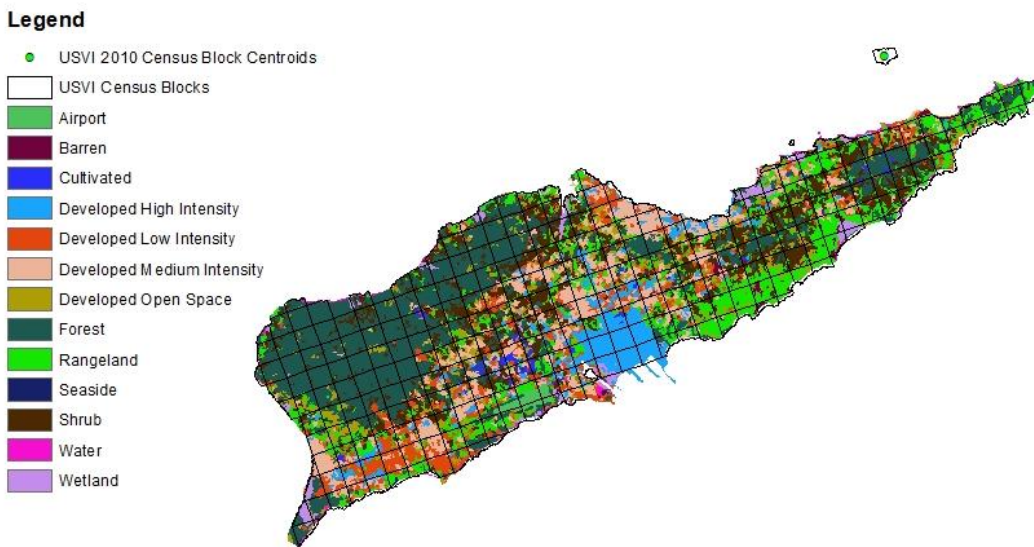 Legend
USVI 2010 Census Block Centroids
USVI Census Blocks
Airport
Barren
Cultivated
Developed High Intensity
Developed Low Intensity
Developed Medium Intensity
Developed Open Space
Forest
Rangeland
Seaside
Shrub
Water
Wetland